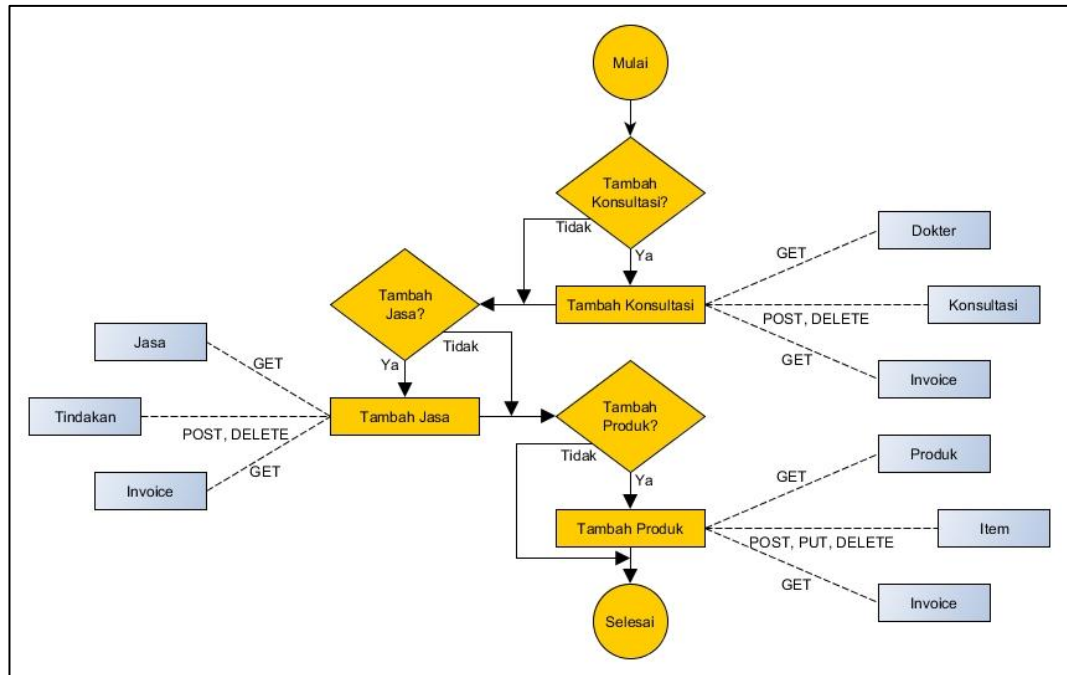 Mulai
Tambah
Konsultasi?
Tidak
Ya
Tambah Konsultasi
GET
Dokter
POST, DELETE
Konsultasi
GET
Invoice
Tambah
Jasa?
Tidak
Ya
Tambah Jasa
GET
Jasa
POST, DELETE
Tindakan
GET
Invoice
Tambah
Produk?
Tidak
Ya
Tambah Produk
GET
Produk
POST, PUT, DELETE
Item
GET
Invoice
Selesai